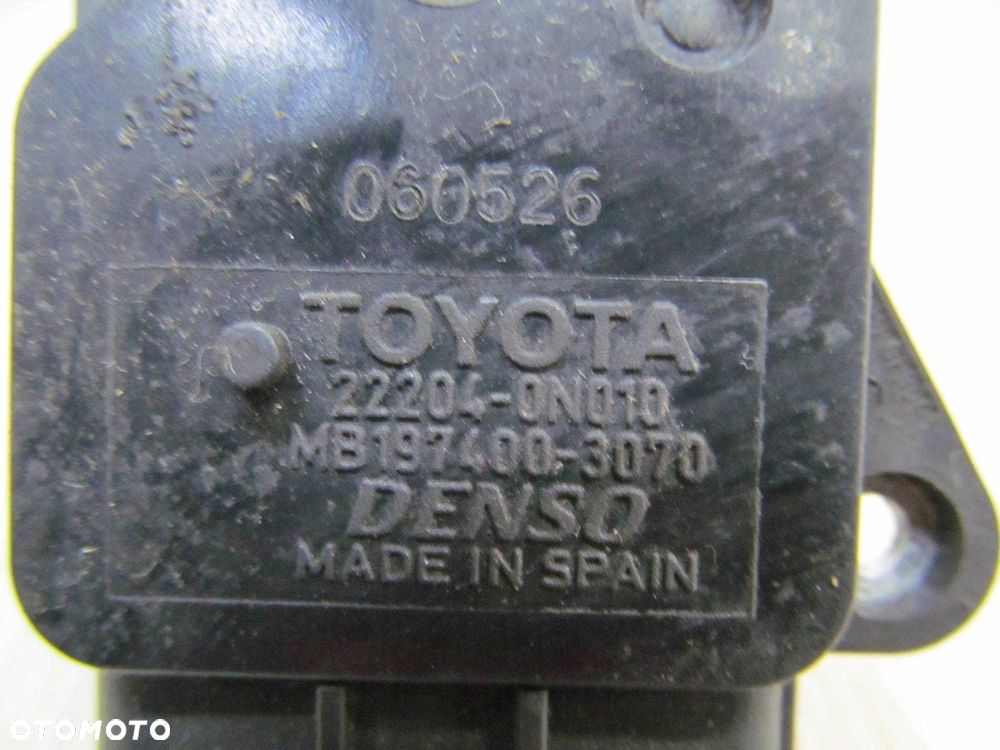 060526
TOYOTA
22204-0N010
MB197400-3070
DENSO
MADE IN SPAIN
OTOMOTO